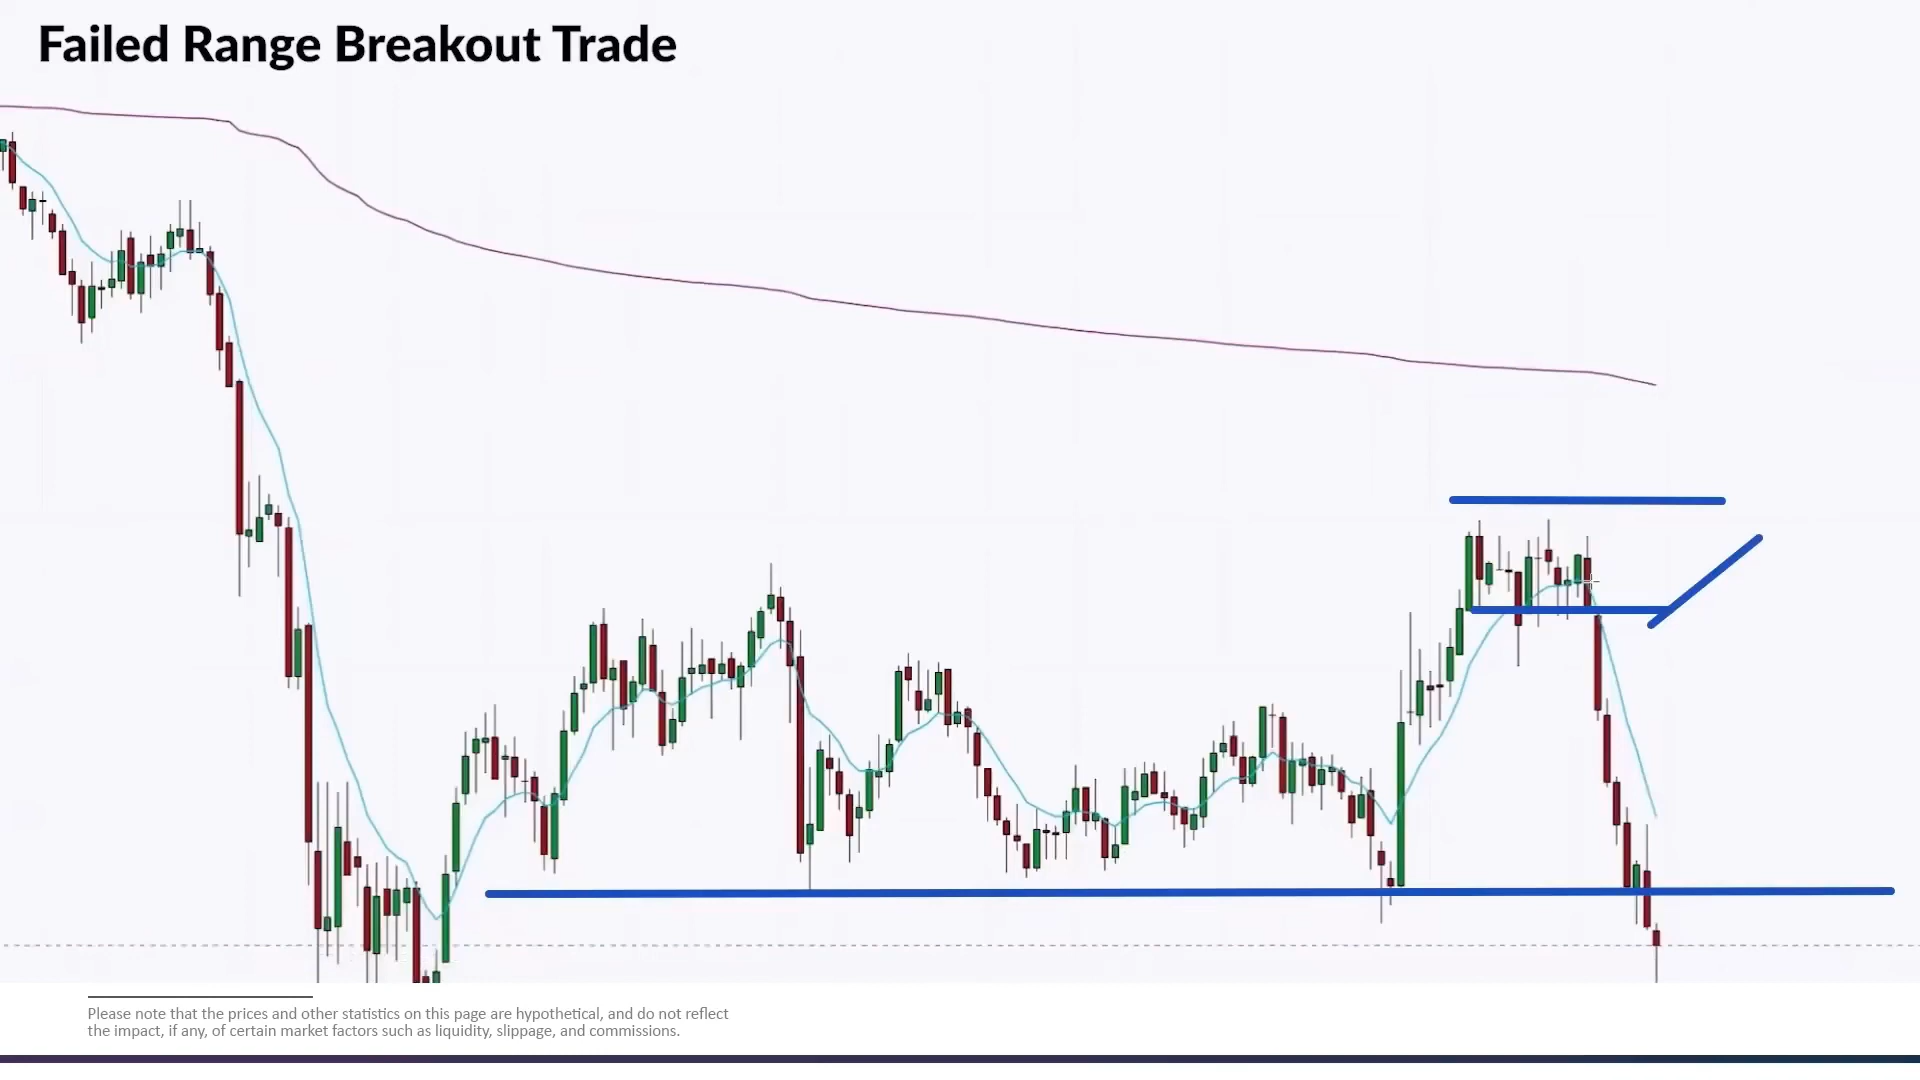 Failed Range Breakout Trade
Please note that the prices and other statistics on this page are hypothetical, and do not reflect
the impact, if any, of certain market factors such as liquidity, slippage, and commissions.